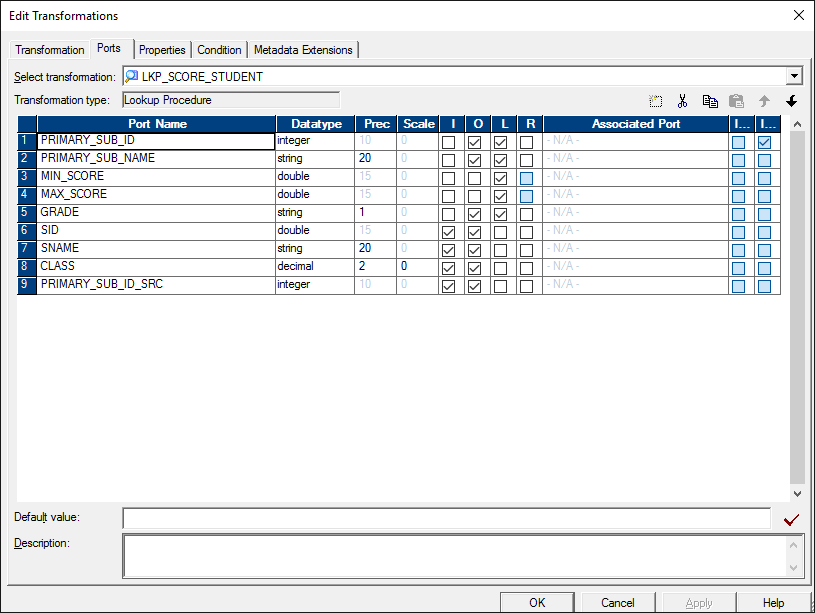 Edit Transformations
Transformation Ports Properties Condition Metadata Extensions
Select transformation: LKP_SCORE_STUDENT
Transformation type: Lookup Procedure
Port Name Datatype Prec Scale I O L R Associated Port I... I...
1 PRIMARY_SUB_ID integer 10 0 - N/A -
2 PRIMARY_SUB_NAME string 20 0 - N/A -
3 MIN_SCORE double 15 0 - N/A -
4 MAX_SCORE double 15 0 - N/A -
5 GRADE string 1 0 - N/A -
6 SID double 15 0 - N/A -
7 SNAME string 20 0 - N/A -
8 CLASS decimal 2 0 - N/A -
9 PRIMARY_SUB_ID_SRC integer 10 0 - N/A -
Default value:
Description:
OK Cancel Apply Help